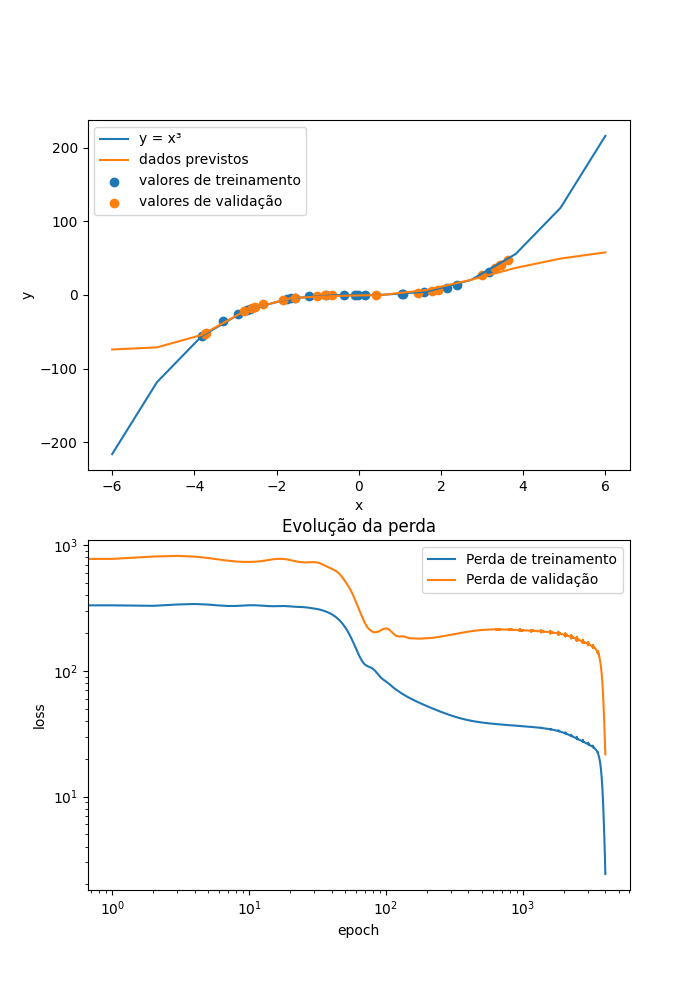 y = x³
dados previstos
valores de treinamento
valores de validação
200
100
0
−100
−200
y
−6
−4
−2
0
2
4
6
x
Evolução da perda
Perda de treinamento
Perda de validação
10³
10²
10¹
loss
10⁰
10¹
10²
10³
epoch